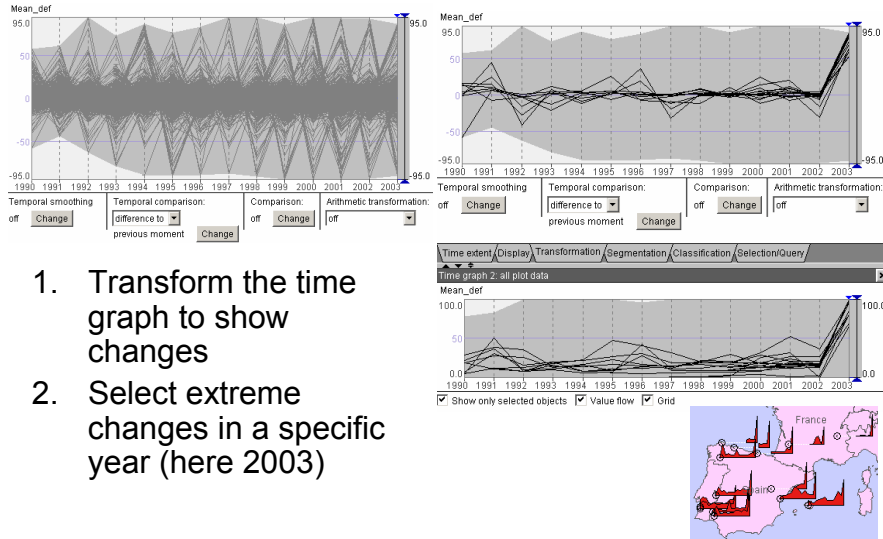 Mean_def
95.0 95.0
50
0
-50
-95.0 -95.0
1990 1991 1992 1993 1994 1995 1996 1997 1998 1999 2000 2001 2002 2003
Temporal smoothing
off Change
Temporal comparison:
difference to
previous moment Change
Comparison:
off Change
Arithmetic transformation:
off
Mean_def
95.0 95.0
50
0
-50
-95.0 -95.0
1990 1991 1992 1993 1994 1995 1996 1997 1998 1999 2000 2001 2002 2003
Temporal smoothing
off Change
Temporal comparison:
difference to
previous moment Change
Comparison:
off Change
Arithmetic transformation:
off
1. Transform the time
graph to show
changes
2. Select extreme
changes in a specific
year (here 2003)
Time extent Display Transformation Segmentation Classification Selection/Query
Time graph 2: all plot data x
Mean_def
100.0 100.0
50
0.0 0.0
1990 1991 1992 1993 1994 1995 1996 1997 1998 1999 2000 2001 2002 2003
Show only selected objects Value flow Grid
France
Spain